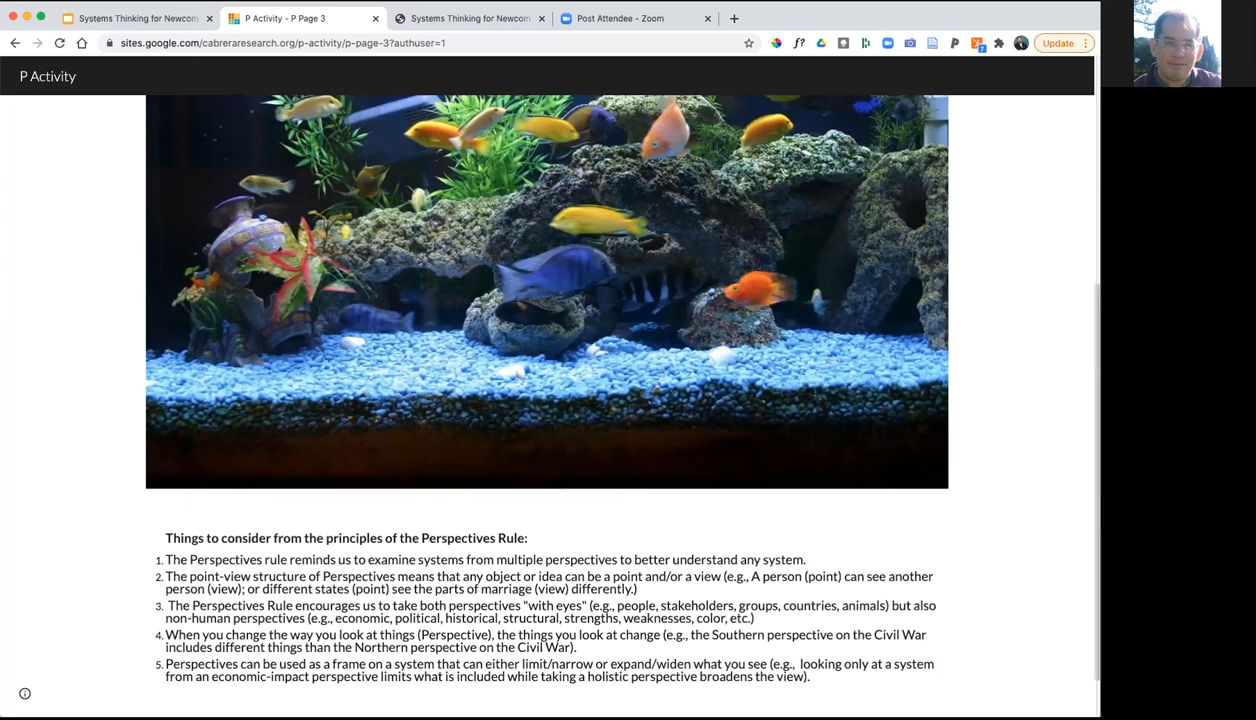 Systems Thinking for Newcom
P Activity - P Page 3
Systems Thinking for Newcom
Post Attendee - Zoom
sites.google.com/cabreraresearch.org/p-activity/p-page-3?authuser=1
f?
P
7
Update
P Activity
Things to consider from the principles of the Perspectives Rule:
1. The Perspectives rule reminds us to examine systems from multiple perspectives to better understand any system.
2. The point-view structure of Perspectives means that any object or idea can be a point and/or a view (e.g., A person (point) can see another
person (view); or different states (point) see the parts of marriage (view) differently.)
3. The Perspectives Rule encourages us to take both perspectives "with eyes" (e.g., people, stakeholders, groups, countries, animals) but also
non-human perspectives (e.g., economic, political, historical, structural, strengths, weaknesses, color, etc.)
4. When you change the way you look at things (Perspective), the things you look at change (e.g., the Southern perspective on the Civil War
includes different things than the Northern perspective on the Civil War).
5. Perspectives can be used as a frame on a system that can either limit/narrow or expand/widen what you see (e.g., looking only at a system
from an economic-impact perspective limits what is included while taking a holistic perspective broadens the view).